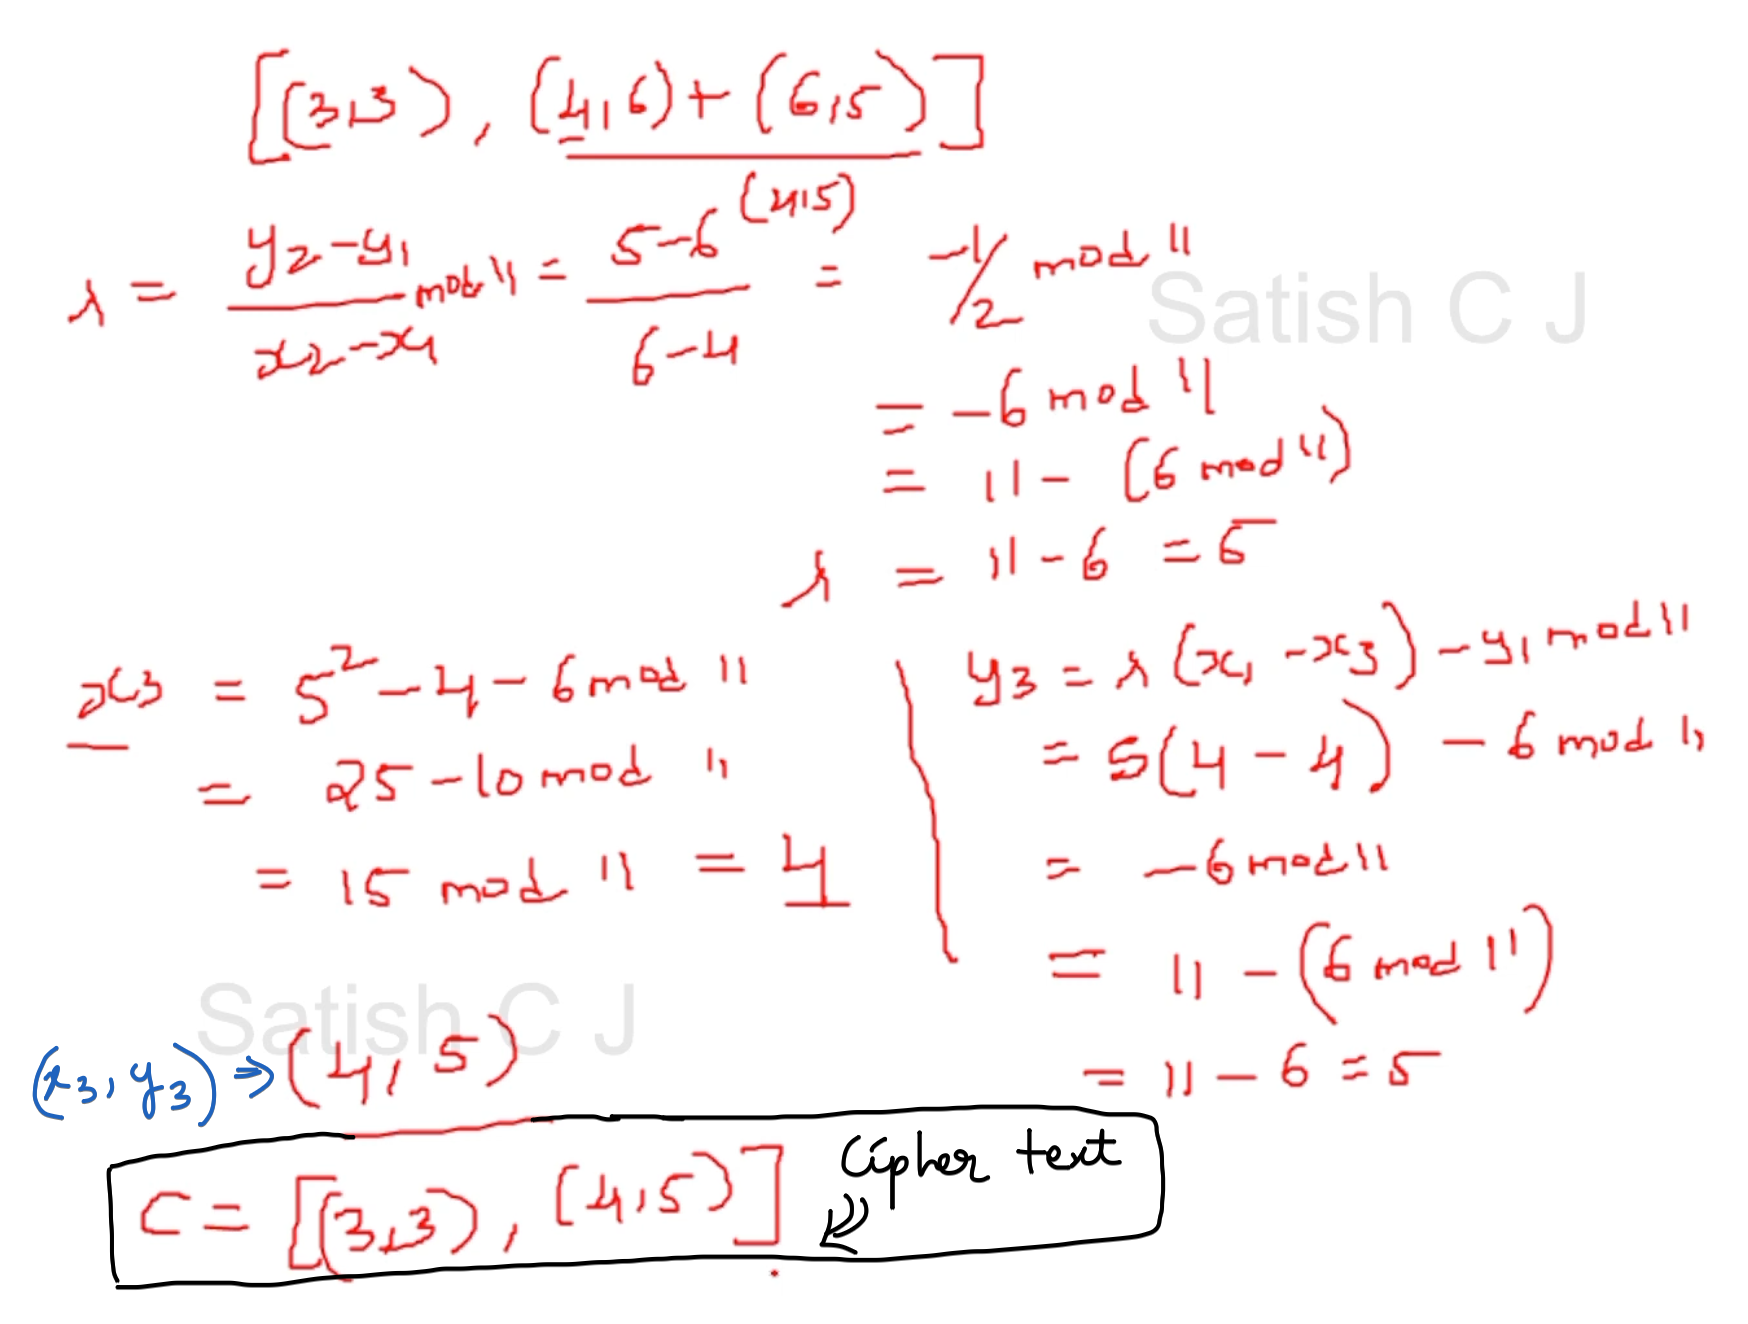 [(3,3), (4,6)+(6,5)]
(4,5)
λ = y2-y1/x2-x1 mod 11 = 5-6/6-4 = -1/2 mod 11
Satish C J
= -6 mod 11
= 11 - (6 mod 11)
λ = 11-6 = 5
x3 = 5² - 4 - 6 mod 11
= 25-10 mod 11
= 15 mod 11 = 4
y3 = λ(x1 - x3) - y1 mod 11
= 5(4-4) - 6 mod 11
= -6 mod 11
= 11 - (6 mod 11)
= 11 - 6 = 5
Satish C J
(x3, y3) ⇒ (4, 5)
C = [(3,3), (4,5)] Cipher text